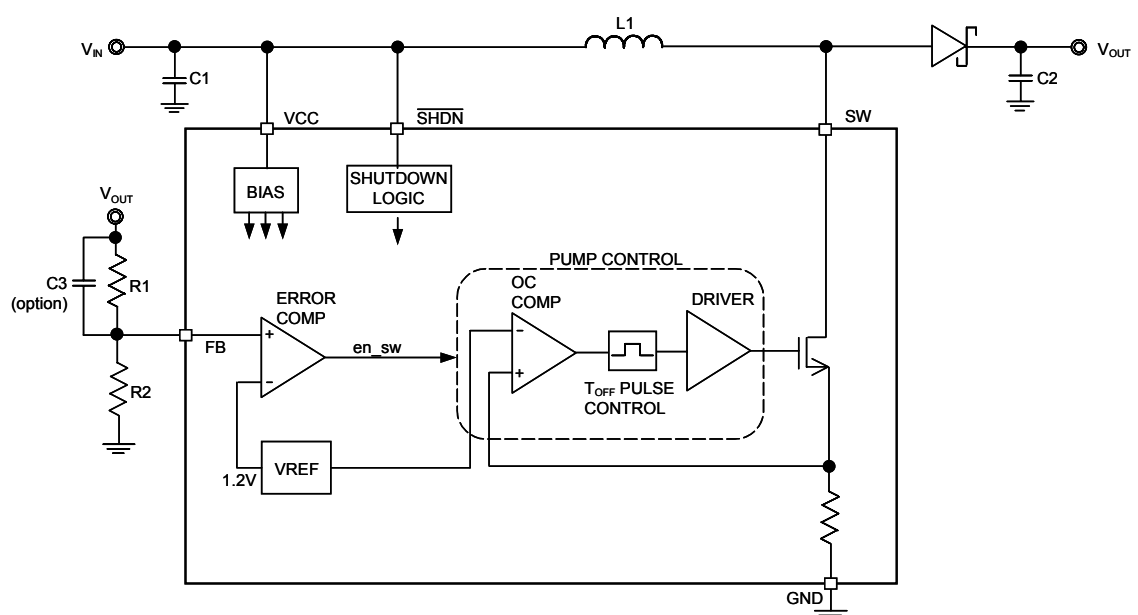 L1
VIN
VOUT
C1
C2
VCC
SHDN
SW
BIAS
SHUTDOWN
LOGIC
VOUT
PUMP CONTROL
C3
(option)
R1
ERROR
COMP
OC
COMP
DRIVER
+
-
-
+
FB
en_sw
TOFF PULSE
CONTROL
R2
1.2V
VREF
GND